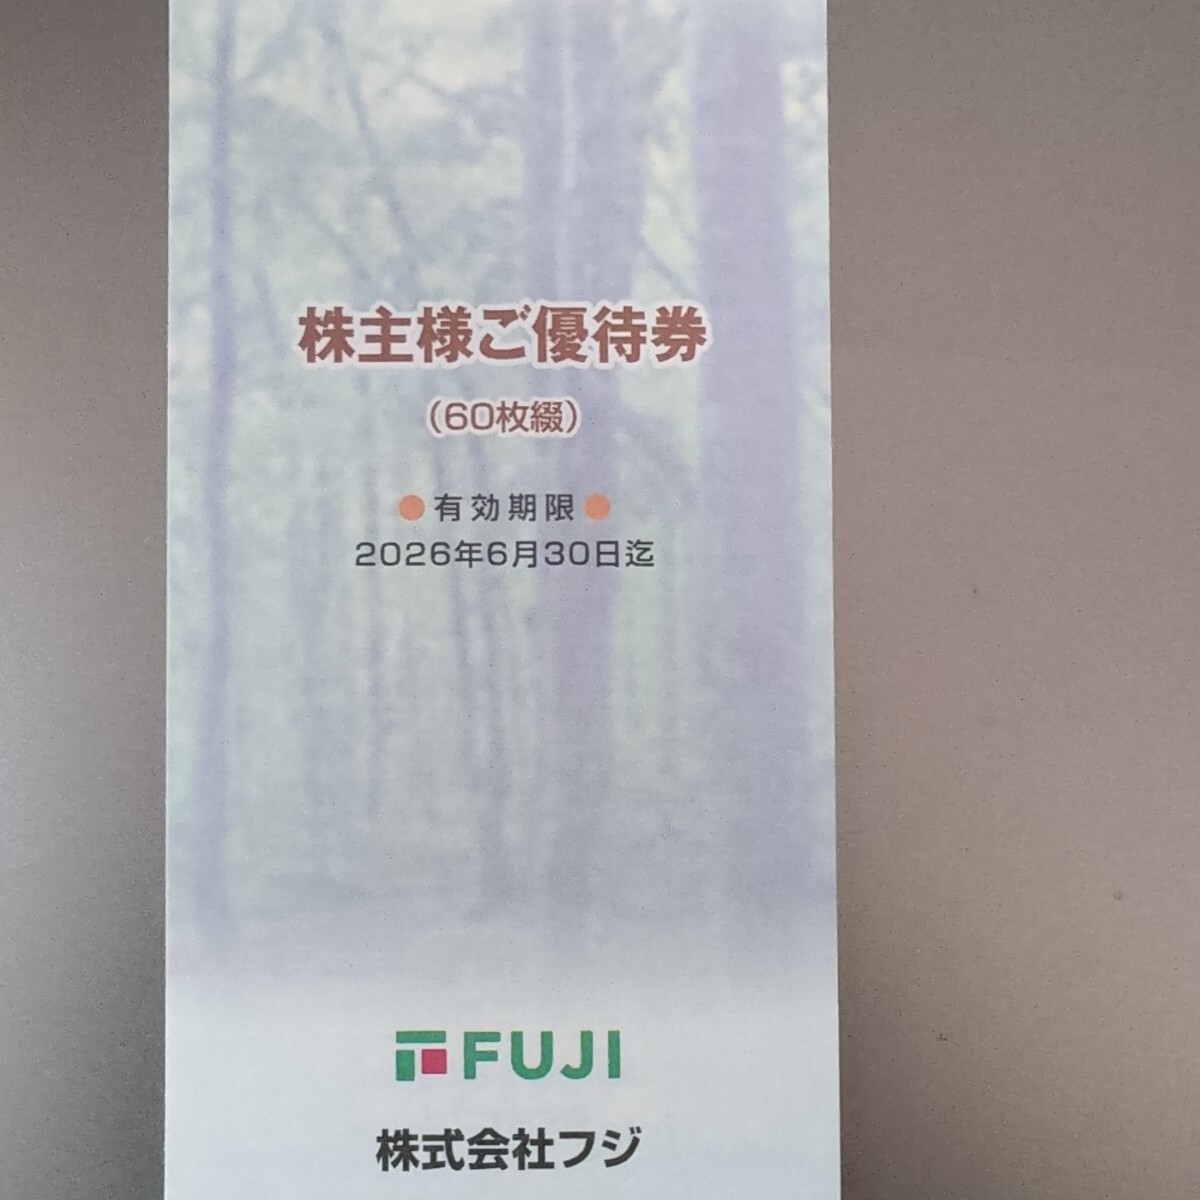 株主様ご優待券
(60枚綴)
●有効期限●
2026年6月30日迄
FUJI
株式会社フジ